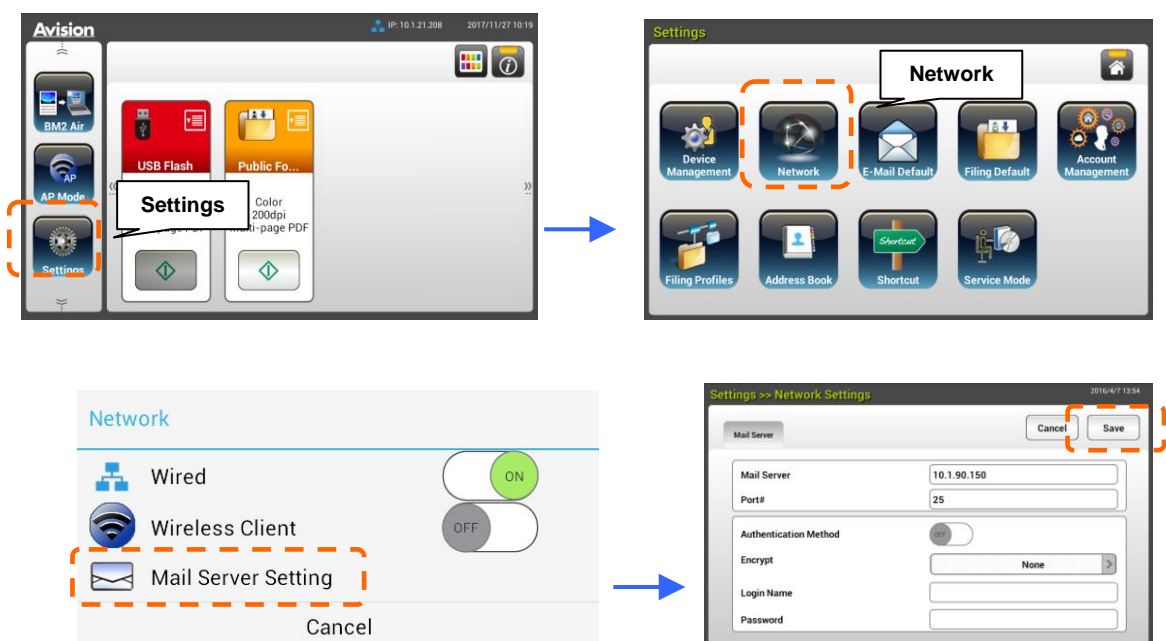 Avision
IP: 10.1.21.208 2017/11/27 10:19
BM2 Air
AP
AP Mode
Settings
USB Flash
Public Fo...
Color
200dpi
Multi-page PDF
Settings
Settings
Network
Device
Management
Network
E-Mail Default
Filing Default
Account
Management
Filing Profiles
Address Book
Shortcut
Shortcut
Service Mode
Network
Wired ON
Wireless Client OFF
Mail Server Setting
Cancel
Settings >> Network Settings 2016/4/7 13:54
Mail Server
Cancel Save
Mail Server 10.1.90.150
Port# 25
Authentication Method OFF
Encrypt None
Login Name
Password